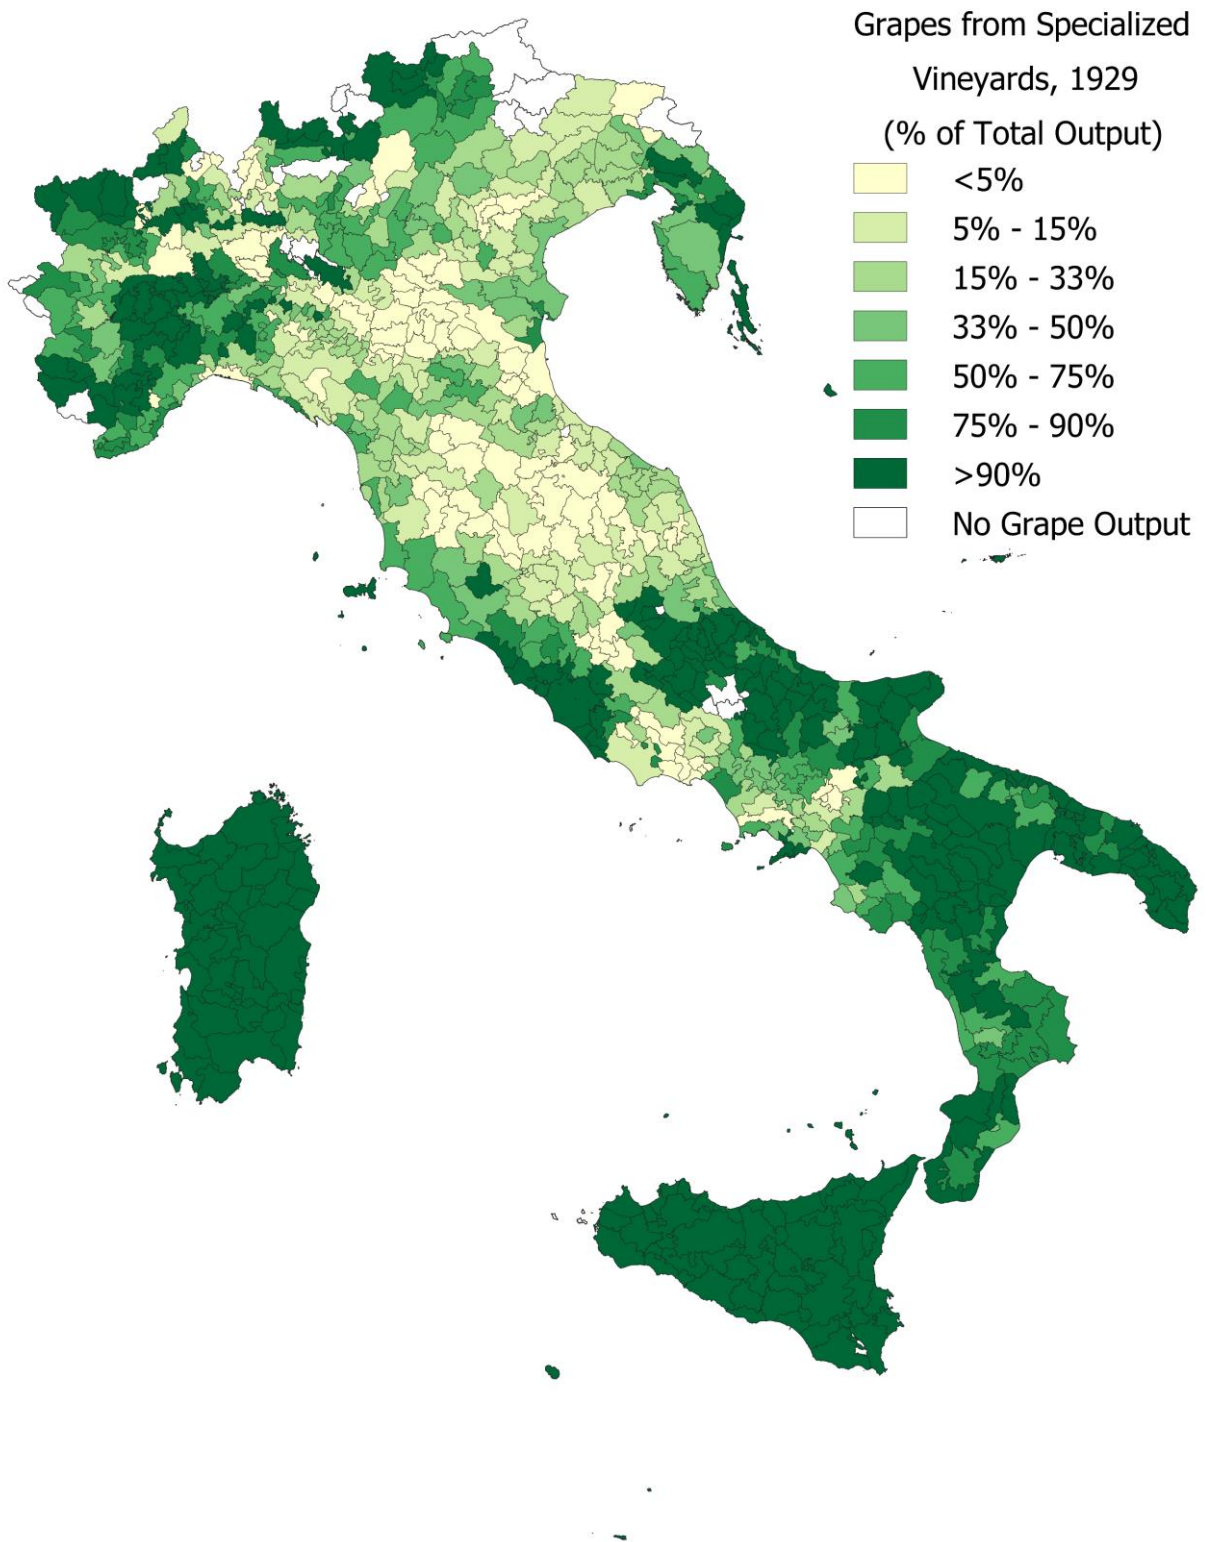 Grapes from Specialized
Vineyards, 1929
(% of Total Output)
<5%
5% - 15%
15% - 33%
33% - 50%
50% - 75%
75% - 90%
>90%
No Grape Output